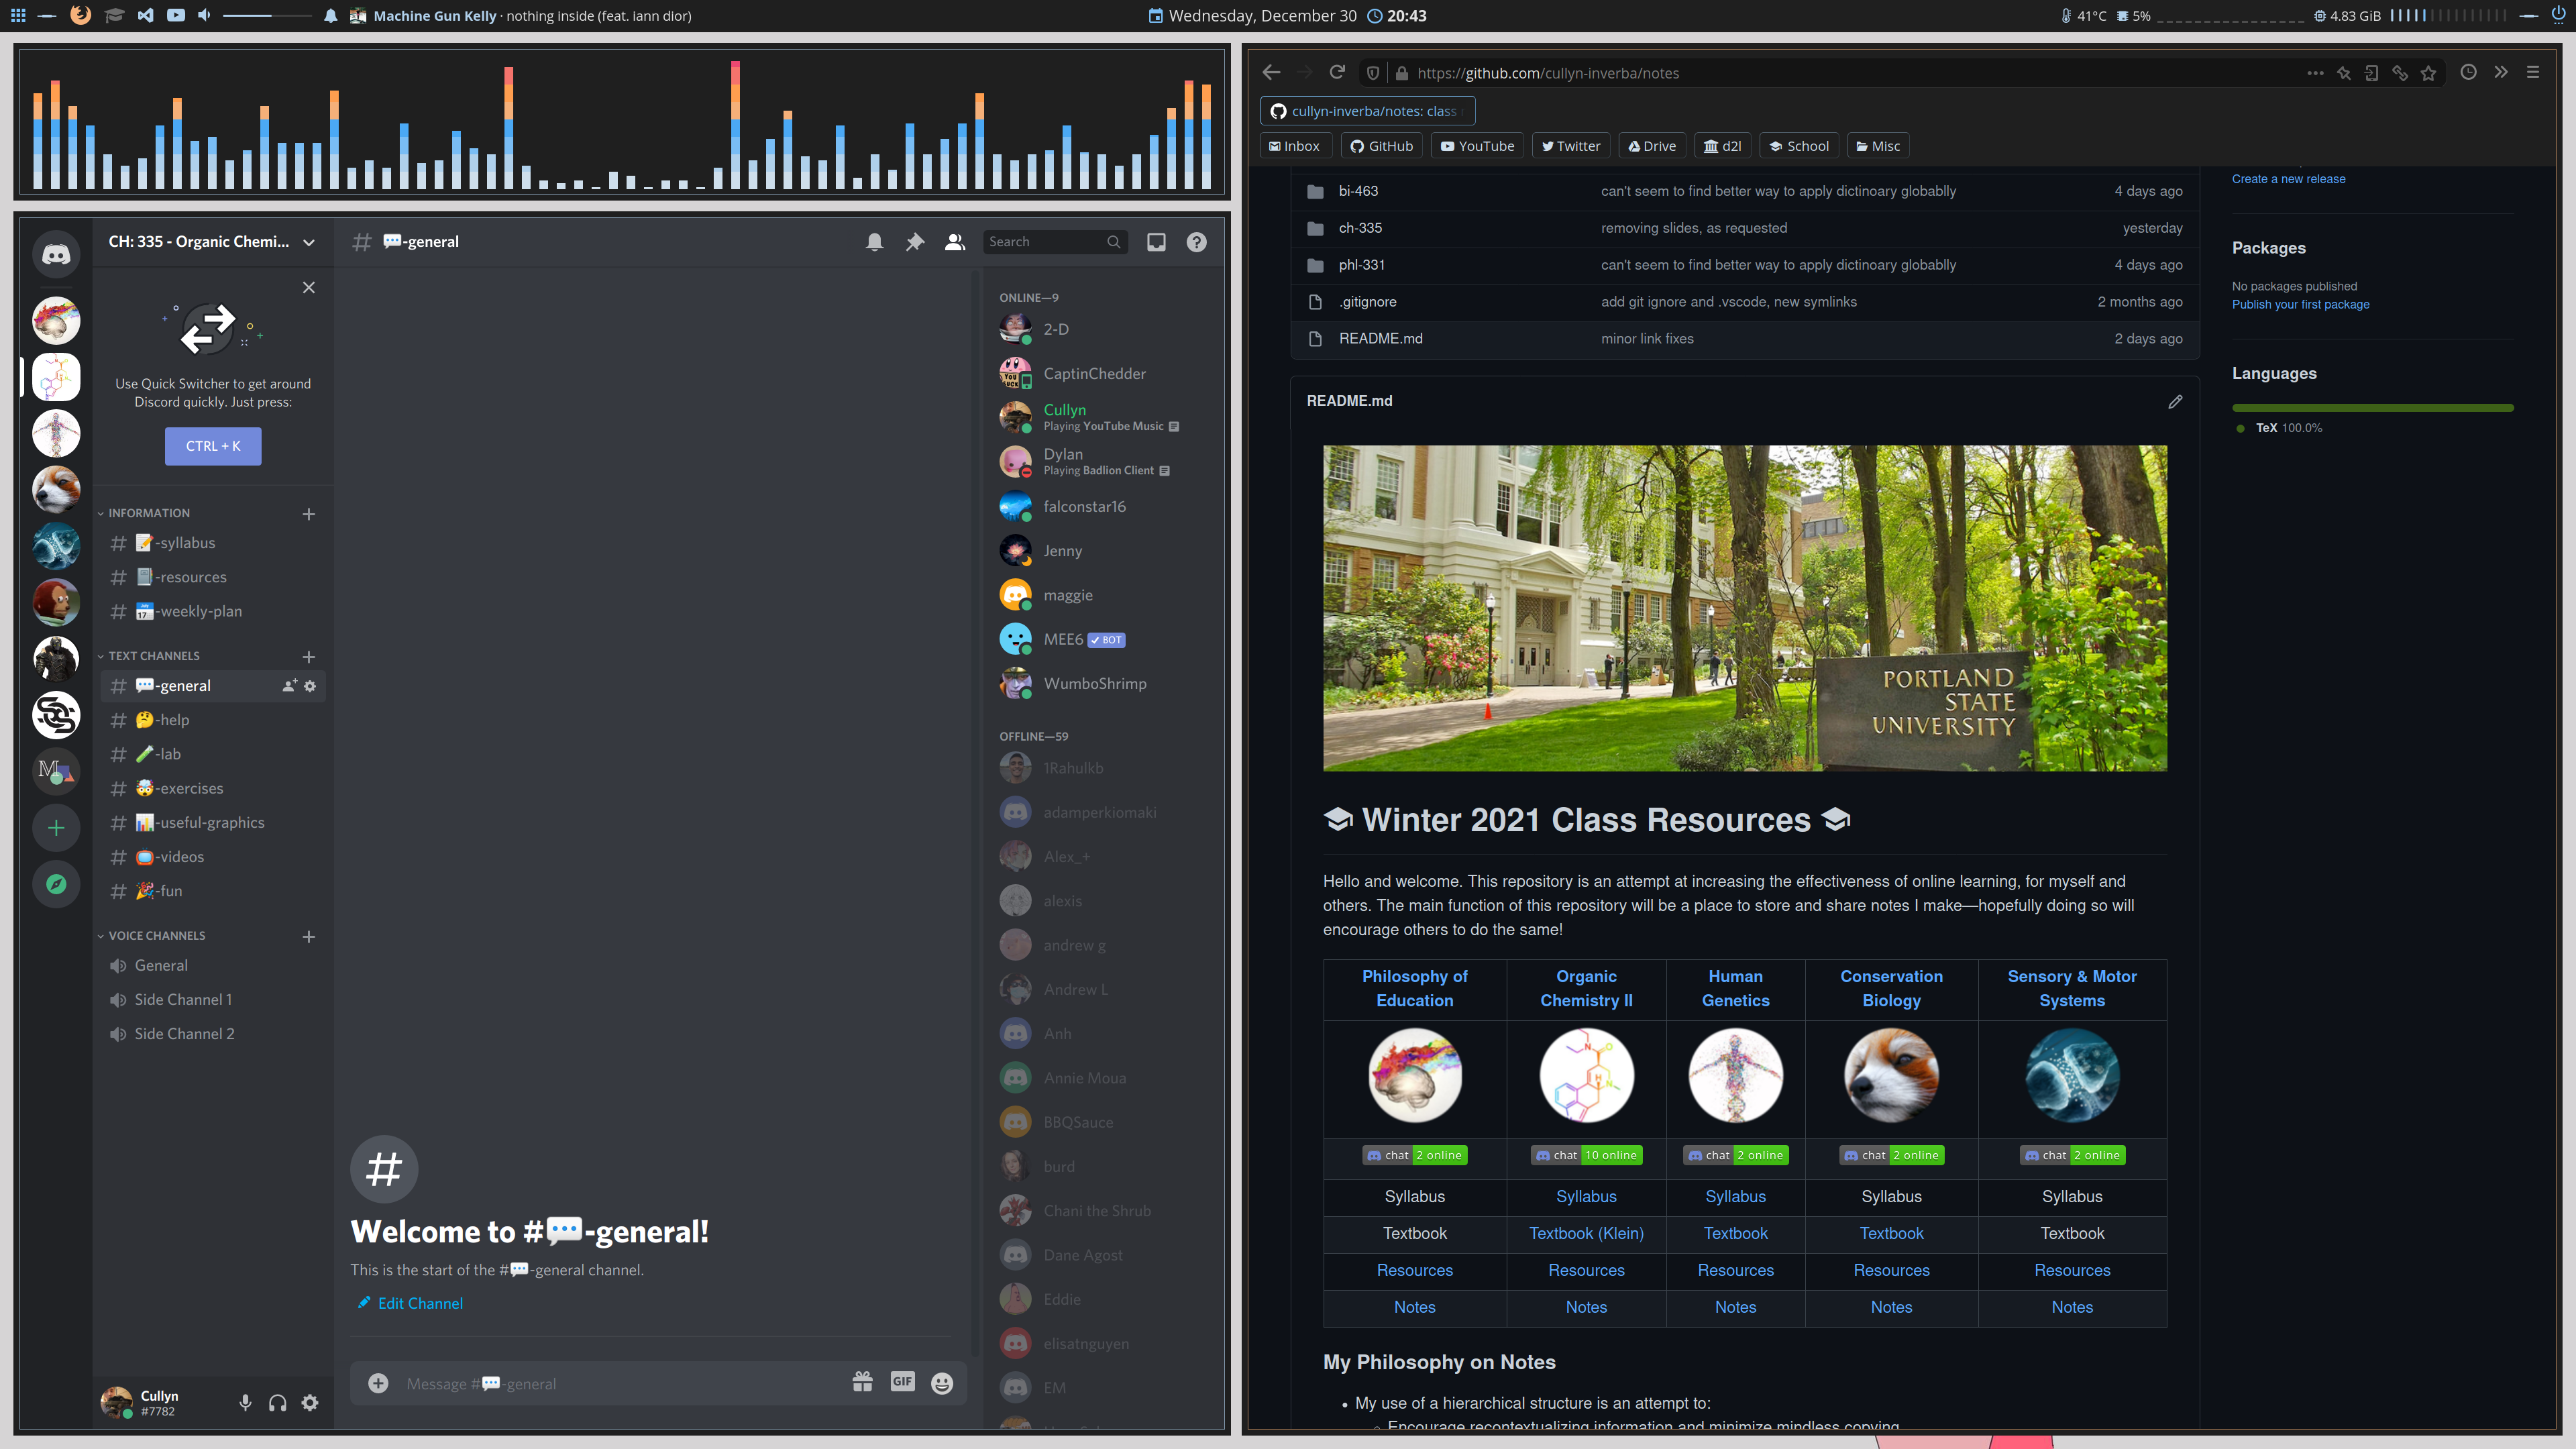 Machine Gun Kelly · nothing inside (feat. iann dior)
Wednesday, December 30 20:43
41°C 5% 4.83 GiB
CH: 335 - Organic Chemi...
Use Quick Switcher to get around
Discord quickly. Just press:
CTRL + K
INFORMATION
-syllabus
-resources
-weekly-plan
TEXT CHANNELS
-general
-help
-lab
-exercises
-useful-graphics
-videos
-fun
VOICE CHANNELS
General
Side Channel 1
Side Channel 2
Cullyn
#7782
# 💬-general
Search
Welcome to #💬-general!
This is the start of the #💬-general channel.
Edit Channel
Message #💬-general
GIF
ONLINE—9
2-D
CaptinChedder
Cullyn
Playing YouTube Music
Dylan
Playing Badlion Client
falconstar16
Jenny
maggie
MEE6 ✓ BOT
WumboShrimp
OFFLINE—59
1Rahulkb
adamperkiomaki
Alex_+
alexis
andrew g
Andrew L
Anh
Annie Moua
BBQSauce
burd
Chani the Shrub
Dane Agost
Eddie
elisatnguyen
EM
https://github.com/cullyn-inverba/notes
cullyn-inverba/notes: class
Inbox GitHub YouTube Twitter Drive d2l School Misc
bi-463 can't seem to find better way to apply dictinoary globablly 4 days ago
ch-335 removing slides, as requested yesterday
phl-331 can't seem to find better way to apply dictinoary globablly 4 days ago
.gitignore add git ignore and .vscode, new symlinks 2 months ago
README.md minor link fixes 2 days ago
Create a new release
Packages
No packages published
Publish your first package
Languages
TeX 100.0%
README.md
PORTLAND
STATE
UNIVERSITY
Winter 2021 Class Resources
Hello and welcome. This repository is an attempt at increasing the effectiveness of online learning, for myself and
others. The main function of this repository will be a place to store and share notes I make—hopefully doing so will
encourage others to do the same!
Philosophy of Education Organic Chemistry II Human Genetics Conservation Biology Sensory & Motor Systems
chat 2 online chat 10 online chat 2 online chat 2 online chat 2 online
Syllabus Syllabus Syllabus Syllabus Syllabus
Textbook Textbook (Klein) Textbook Textbook Textbook
Resources Resources Resources Resources Resources
Notes Notes Notes Notes Notes
My Philosophy on Notes
• My use of a hierarchical structure is an attempt to:
Encourage recontextualizing information and minimize mindless copying